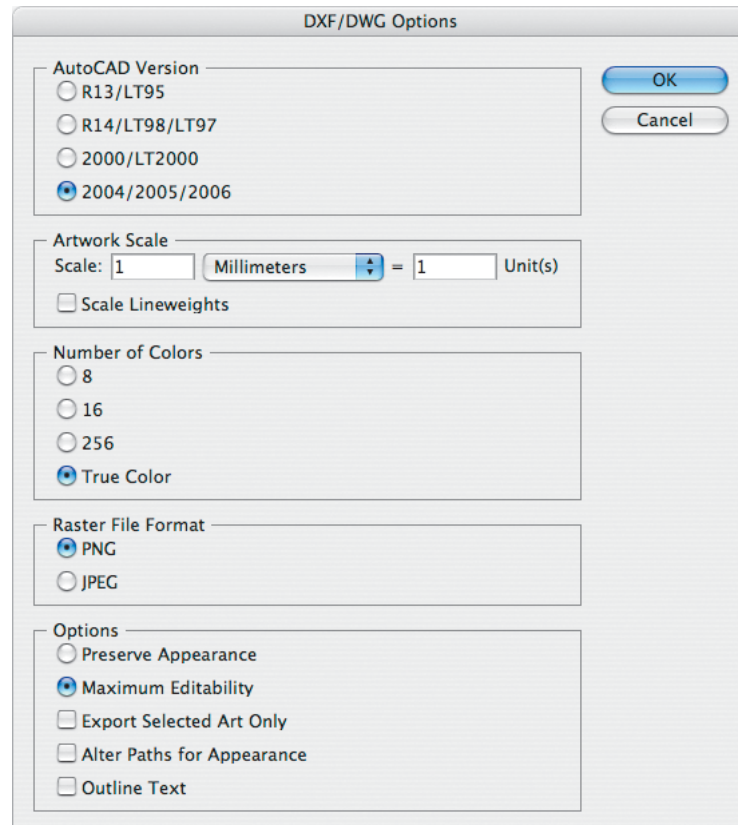 DXF/DWG Options
AutoCAD Version
R13/LT95
R14/LT98/LT97
2000/LT2000
2004/2005/2006
OK
Cancel
Artwork Scale
Scale: 1 Millimeters = 1 Unit(s)
Scale Lineweights
Number of Colors
8
16
256
True Color
Raster File Format
PNG
JPEG
Options
Preserve Appearance
Maximum Editability
Export Selected Art Only
Alter Paths for Appearance
Outline Text